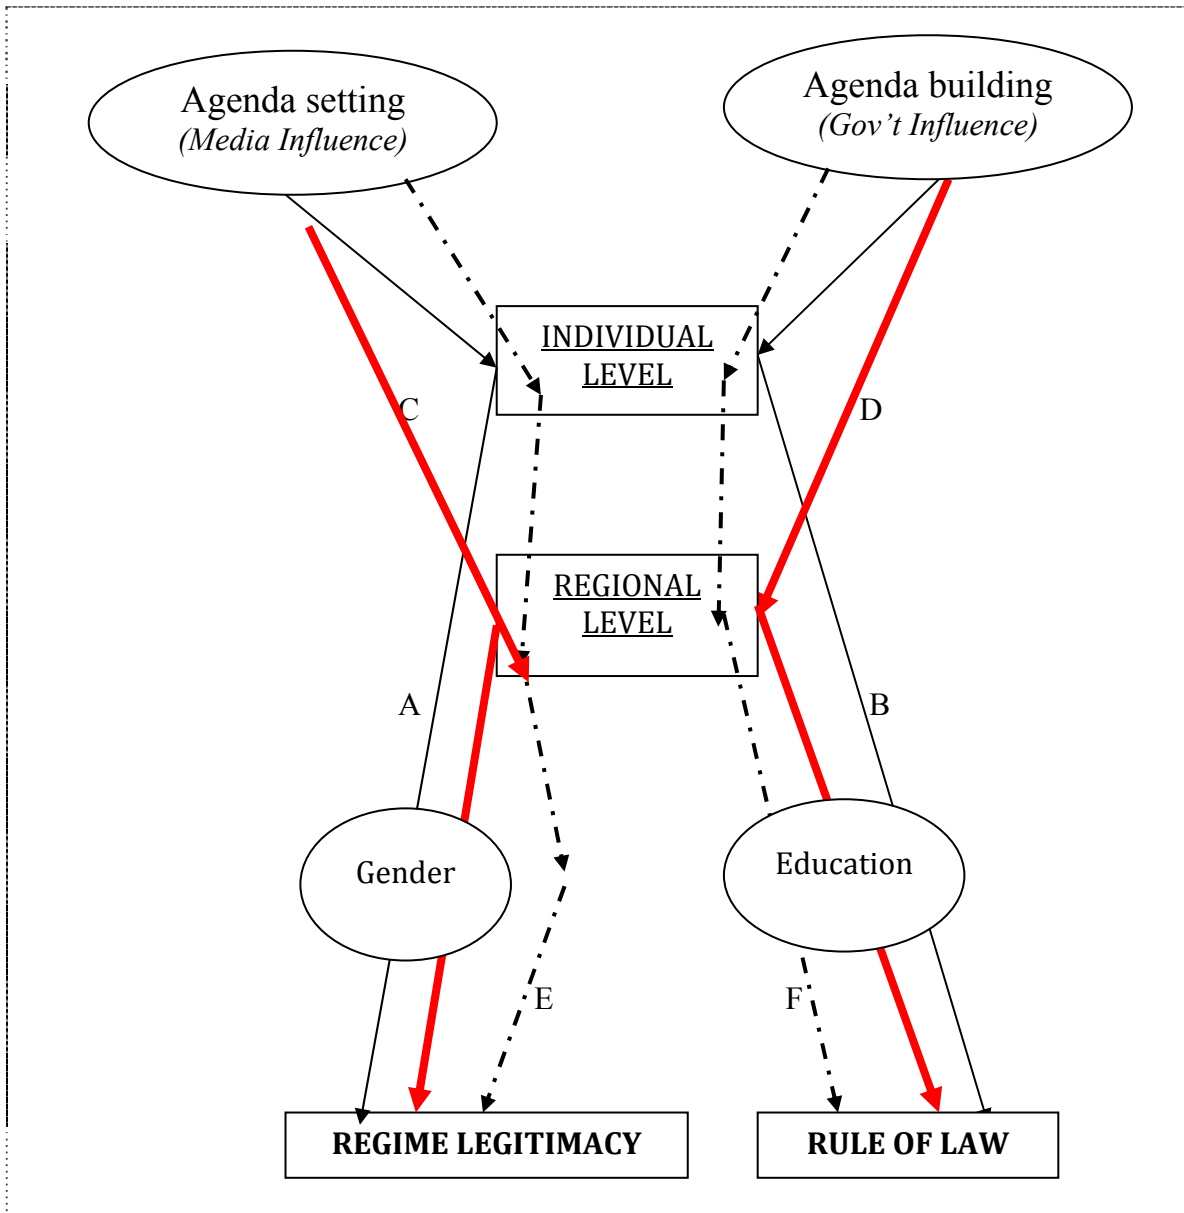 Agenda setting
(Media Influence)
Agenda building
(Gov’t Influence)
INDIVIDUAL
LEVEL
C
D
REGIONAL
LEVEL
A
B
Gender
Education
E
F
REGIME LEGITIMACY
RULE OF LAW